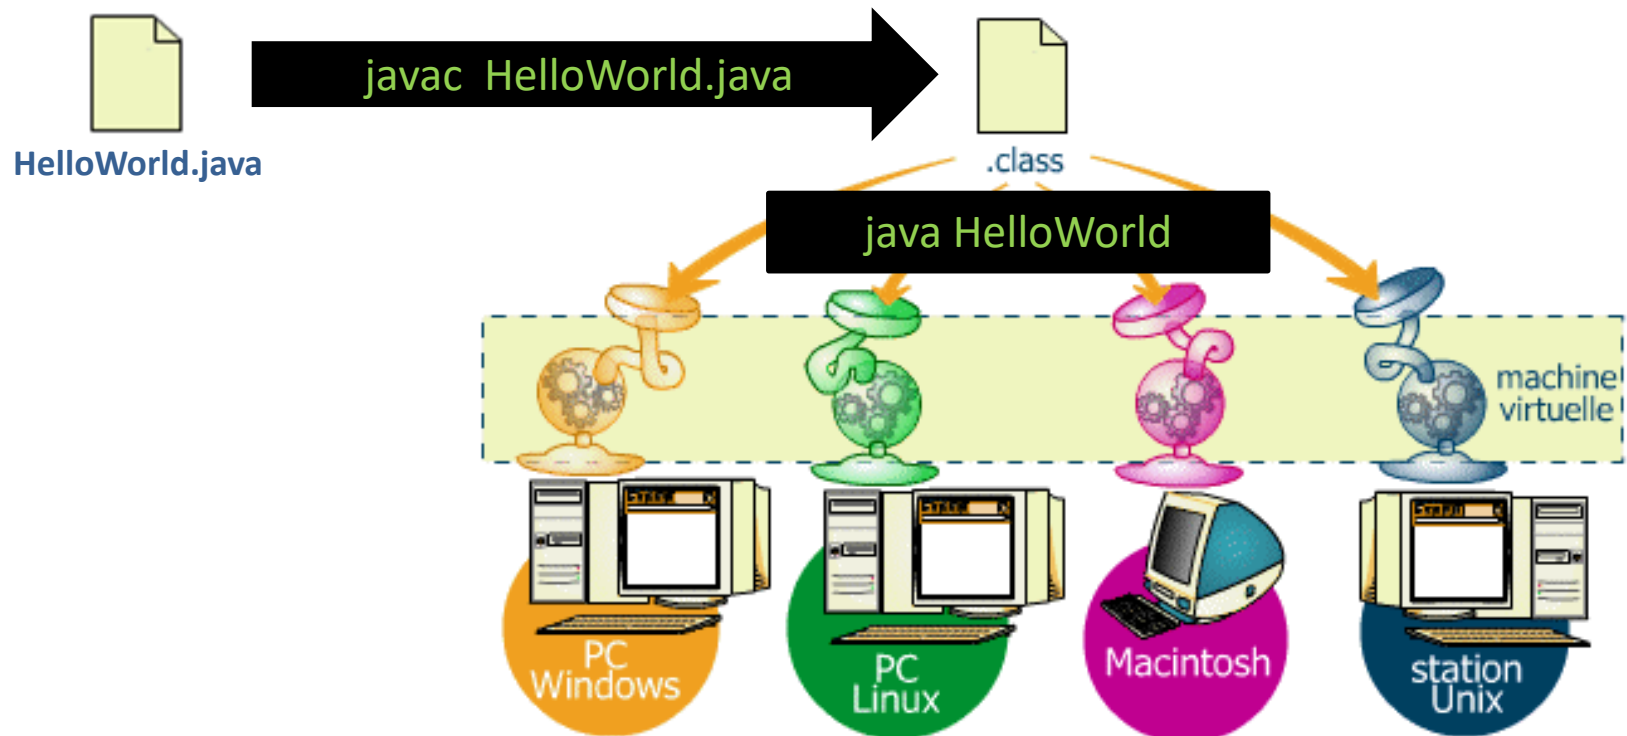 javac HelloWorld.java
HelloWorld.java
.class
java HelloWorld
machine
virtuelle
PC
Windows
PC
Linux
Macintosh
station
Unix